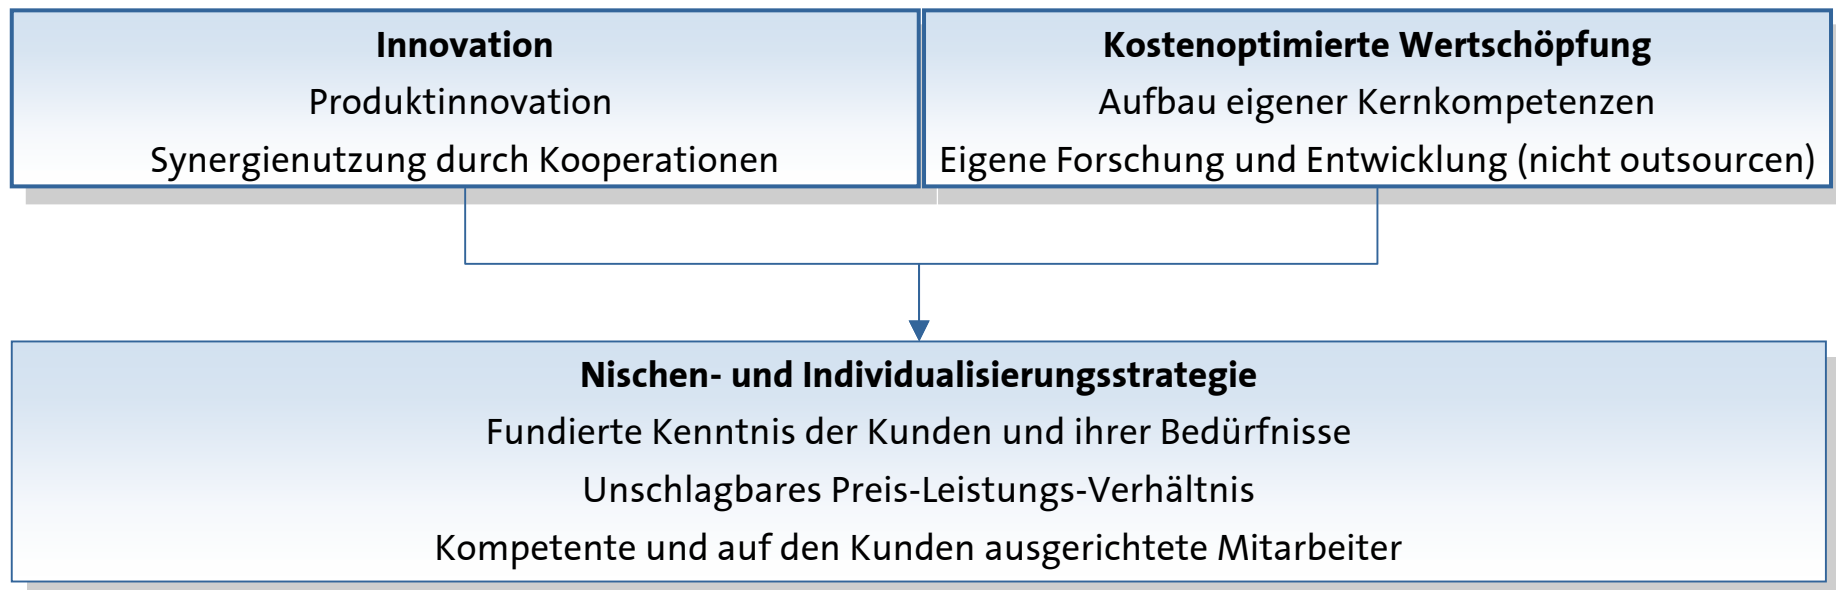 Innovation
Produktinnovation
Synergienutzung durch Kooperationen
Kostenoptimierte Wertschöpfung
Aufbau eigener Kernkompetenzen
Eigene Forschung und Entwicklung (nicht outsourcen)
Nischen- und Individualisierungsstrategie
Fundierte Kenntnis der Kunden und ihrer Bedürfnisse
Unschlagbares Preis-Leistungs-Verhältnis
Kompetente und auf den Kunden ausgerichtete Mitarbeiter